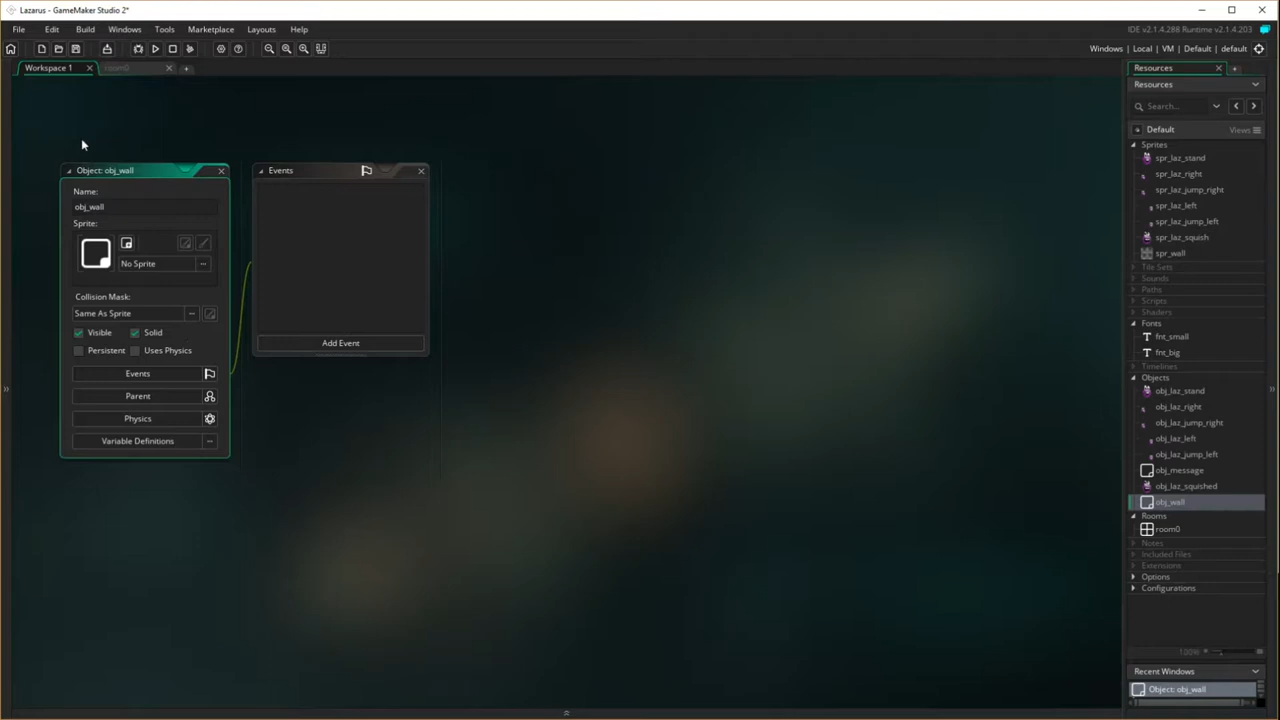 Lazarus - GameMaker Studio 2*
File Edit Build Windows Tools Marketplace Layouts Help
IDE v2.1.4.288 Runtime v2.1.4.203
Windows | Local | VM | Default | default
Workspace 1
room0
Resources
Resources
Search...
Default Views
Object: obj_wall
Name:
obj_wall
Sprite:
No Sprite ...
Collision Mask:
Same As Sprite ...
Visible Solid
Persistent Uses Physics
Events
Parent
Physics
Variable Definitions ...
Events
Add Event
Sprites
spr_laz_stand
spr_laz_right
spr_laz_jump_right
spr_laz_left
spr_laz_jump_left
spr_laz_squish
spr_wall
Tile Sets
Sounds
Paths
Scripts
Shaders
Fonts
fnt_small
fnt_big
Timelines
Objects
obj_laz_stand
obj_laz_right
obj_laz_jump_right
obj_laz_left
obj_laz_jump_left
obj_message
obj_laz_squished
obj_wall
Rooms
room0
Notes
Included Files
Extensions
Options
Configurations
100%
Recent Windows
Object: obj_wall